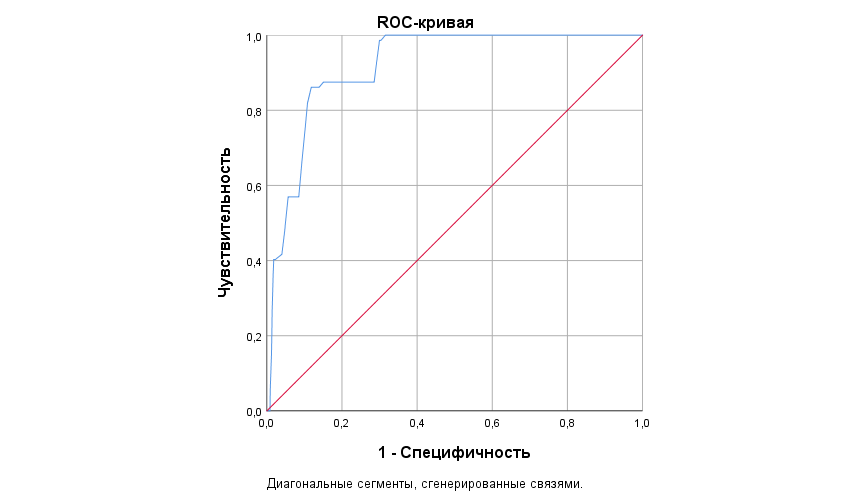 ROC-кривая
1,0
0,8
0,6
0,4
0,2
0,0
Чувствительность
0,0 0,2 0,4 0,6 0,8 1,0
1 - Специфичность
Диагональные сегменты, сгенерированные связями.